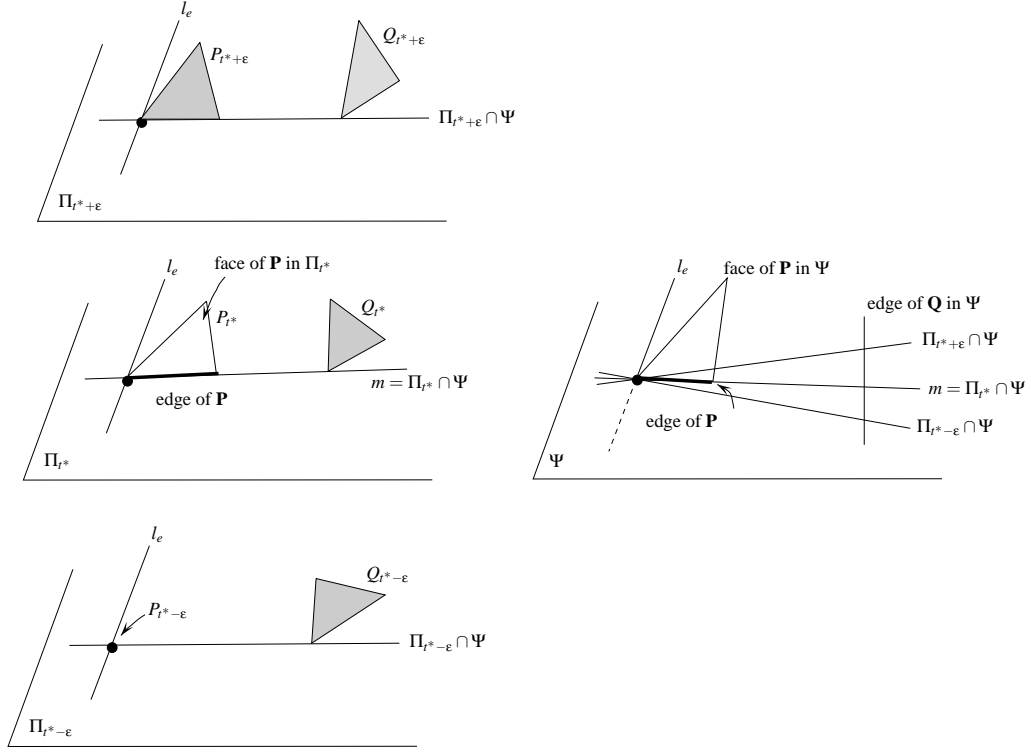 l_e
P_{t*+ε}
Q_{t*+ε}
Π_{t*+ε} ∩ Ψ
Π_{t*+ε}
l_e
face of P in Π_{t*}
P_{t*}
Q_{t*}
m = Π_{t*} ∩ Ψ
edge of P
Π_{t*}
l_e
face of P in Ψ
edge of Q in Ψ
Π_{t*+ε} ∩ Ψ
m = Π_{t*} ∩ Ψ
edge of P
Π_{t*−ε} ∩ Ψ
Ψ
l_e
P_{t*−ε}
Q_{t*−ε}
Π_{t*−ε} ∩ Ψ
Π_{t*−ε}